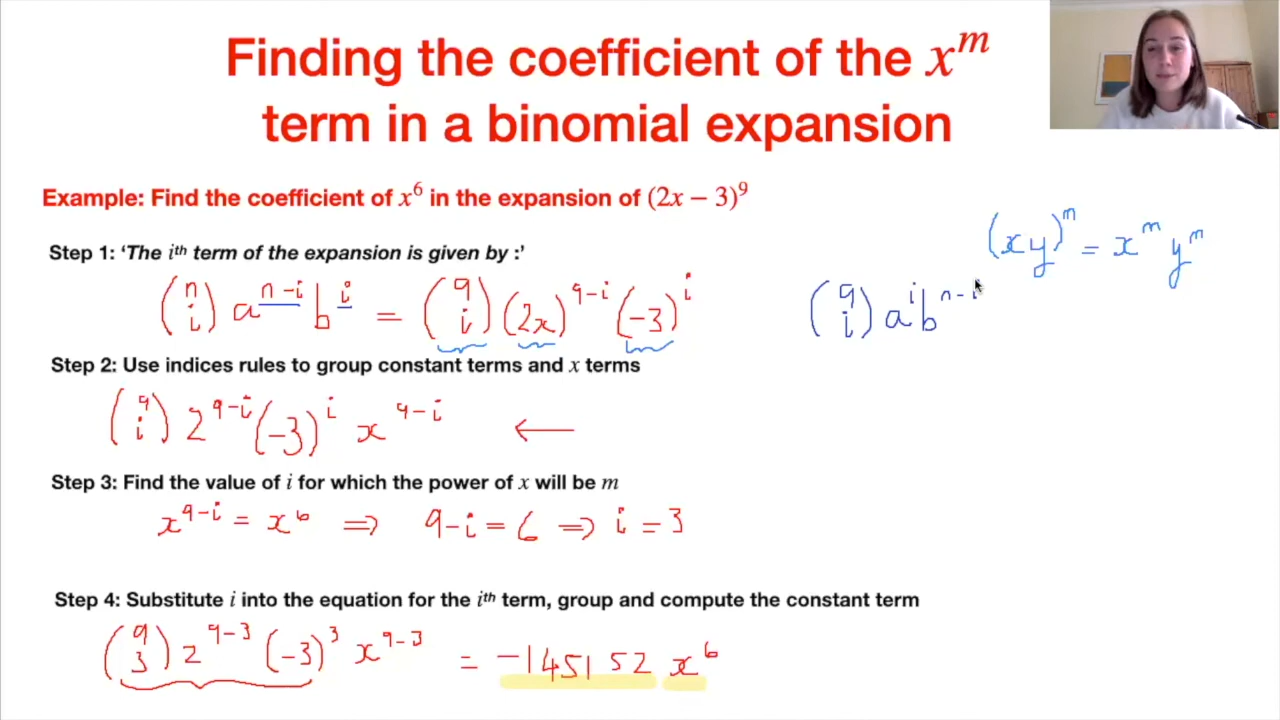 Finding the coefficient of the x^m
term in a binomial expansion
Example: Find the coefficient of x^6 in the expansion of (2x − 3)^9
Step 1: ‘The i^th term of the expansion is given by :’
(n i) a^(n-i) b^i = (9 i) (2x)^(9-i) (-3)^i
(xy)^m = x^m y^m
(9 i) a^i b^(n-i)
Step 2: Use indices rules to group constant terms and x terms
(9 i) 2^(9-i) (-3)^i x^(9-i) ←
Step 3: Find the value of i for which the power of x will be m
x^(9-i) = x^6 ⟹ 9-i = 6 ⟹ i = 3
Step 4: Substitute i into the equation for the i^th term, group and compute the constant term
(9 3) 2^(9-3) (-3)^3 x^(9-3) = -145152 x^6